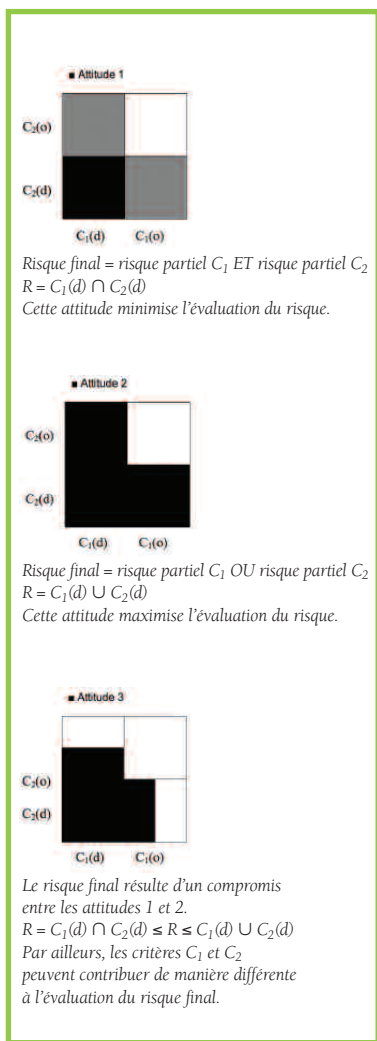 ■ Attitude 1
C₂(o)
C₂(d)
C₁(d) C₁(o)
Risque final = risque partiel C₁ ET risque partiel C₂
R = C₁(d) ∩ C₂(d)
Cette attitude minimise l’évaluation du risque.
■ Attitude 2
C₂(o)
C₂(d)
C₁(d) C₁(o)
Risque final = risque partiel C₁ OU risque partiel C₂
R = C₁(d) ∪ C₂(d)
Cette attitude maximise l’évaluation du risque.
■ Attitude 3
C₂(o)
C₂(d)
C₁(d) C₁(o)
Le risque final résulte d’un compromis
entre les attitudes 1 et 2.
R = C₁(d) ∩ C₂(d) ≤ R ≤ C₁(d) ∪ C₂(d)
Par ailleurs, les critères C₁ et C₂
peuvent contribuer de manière différente
à l’évaluation du risque final.